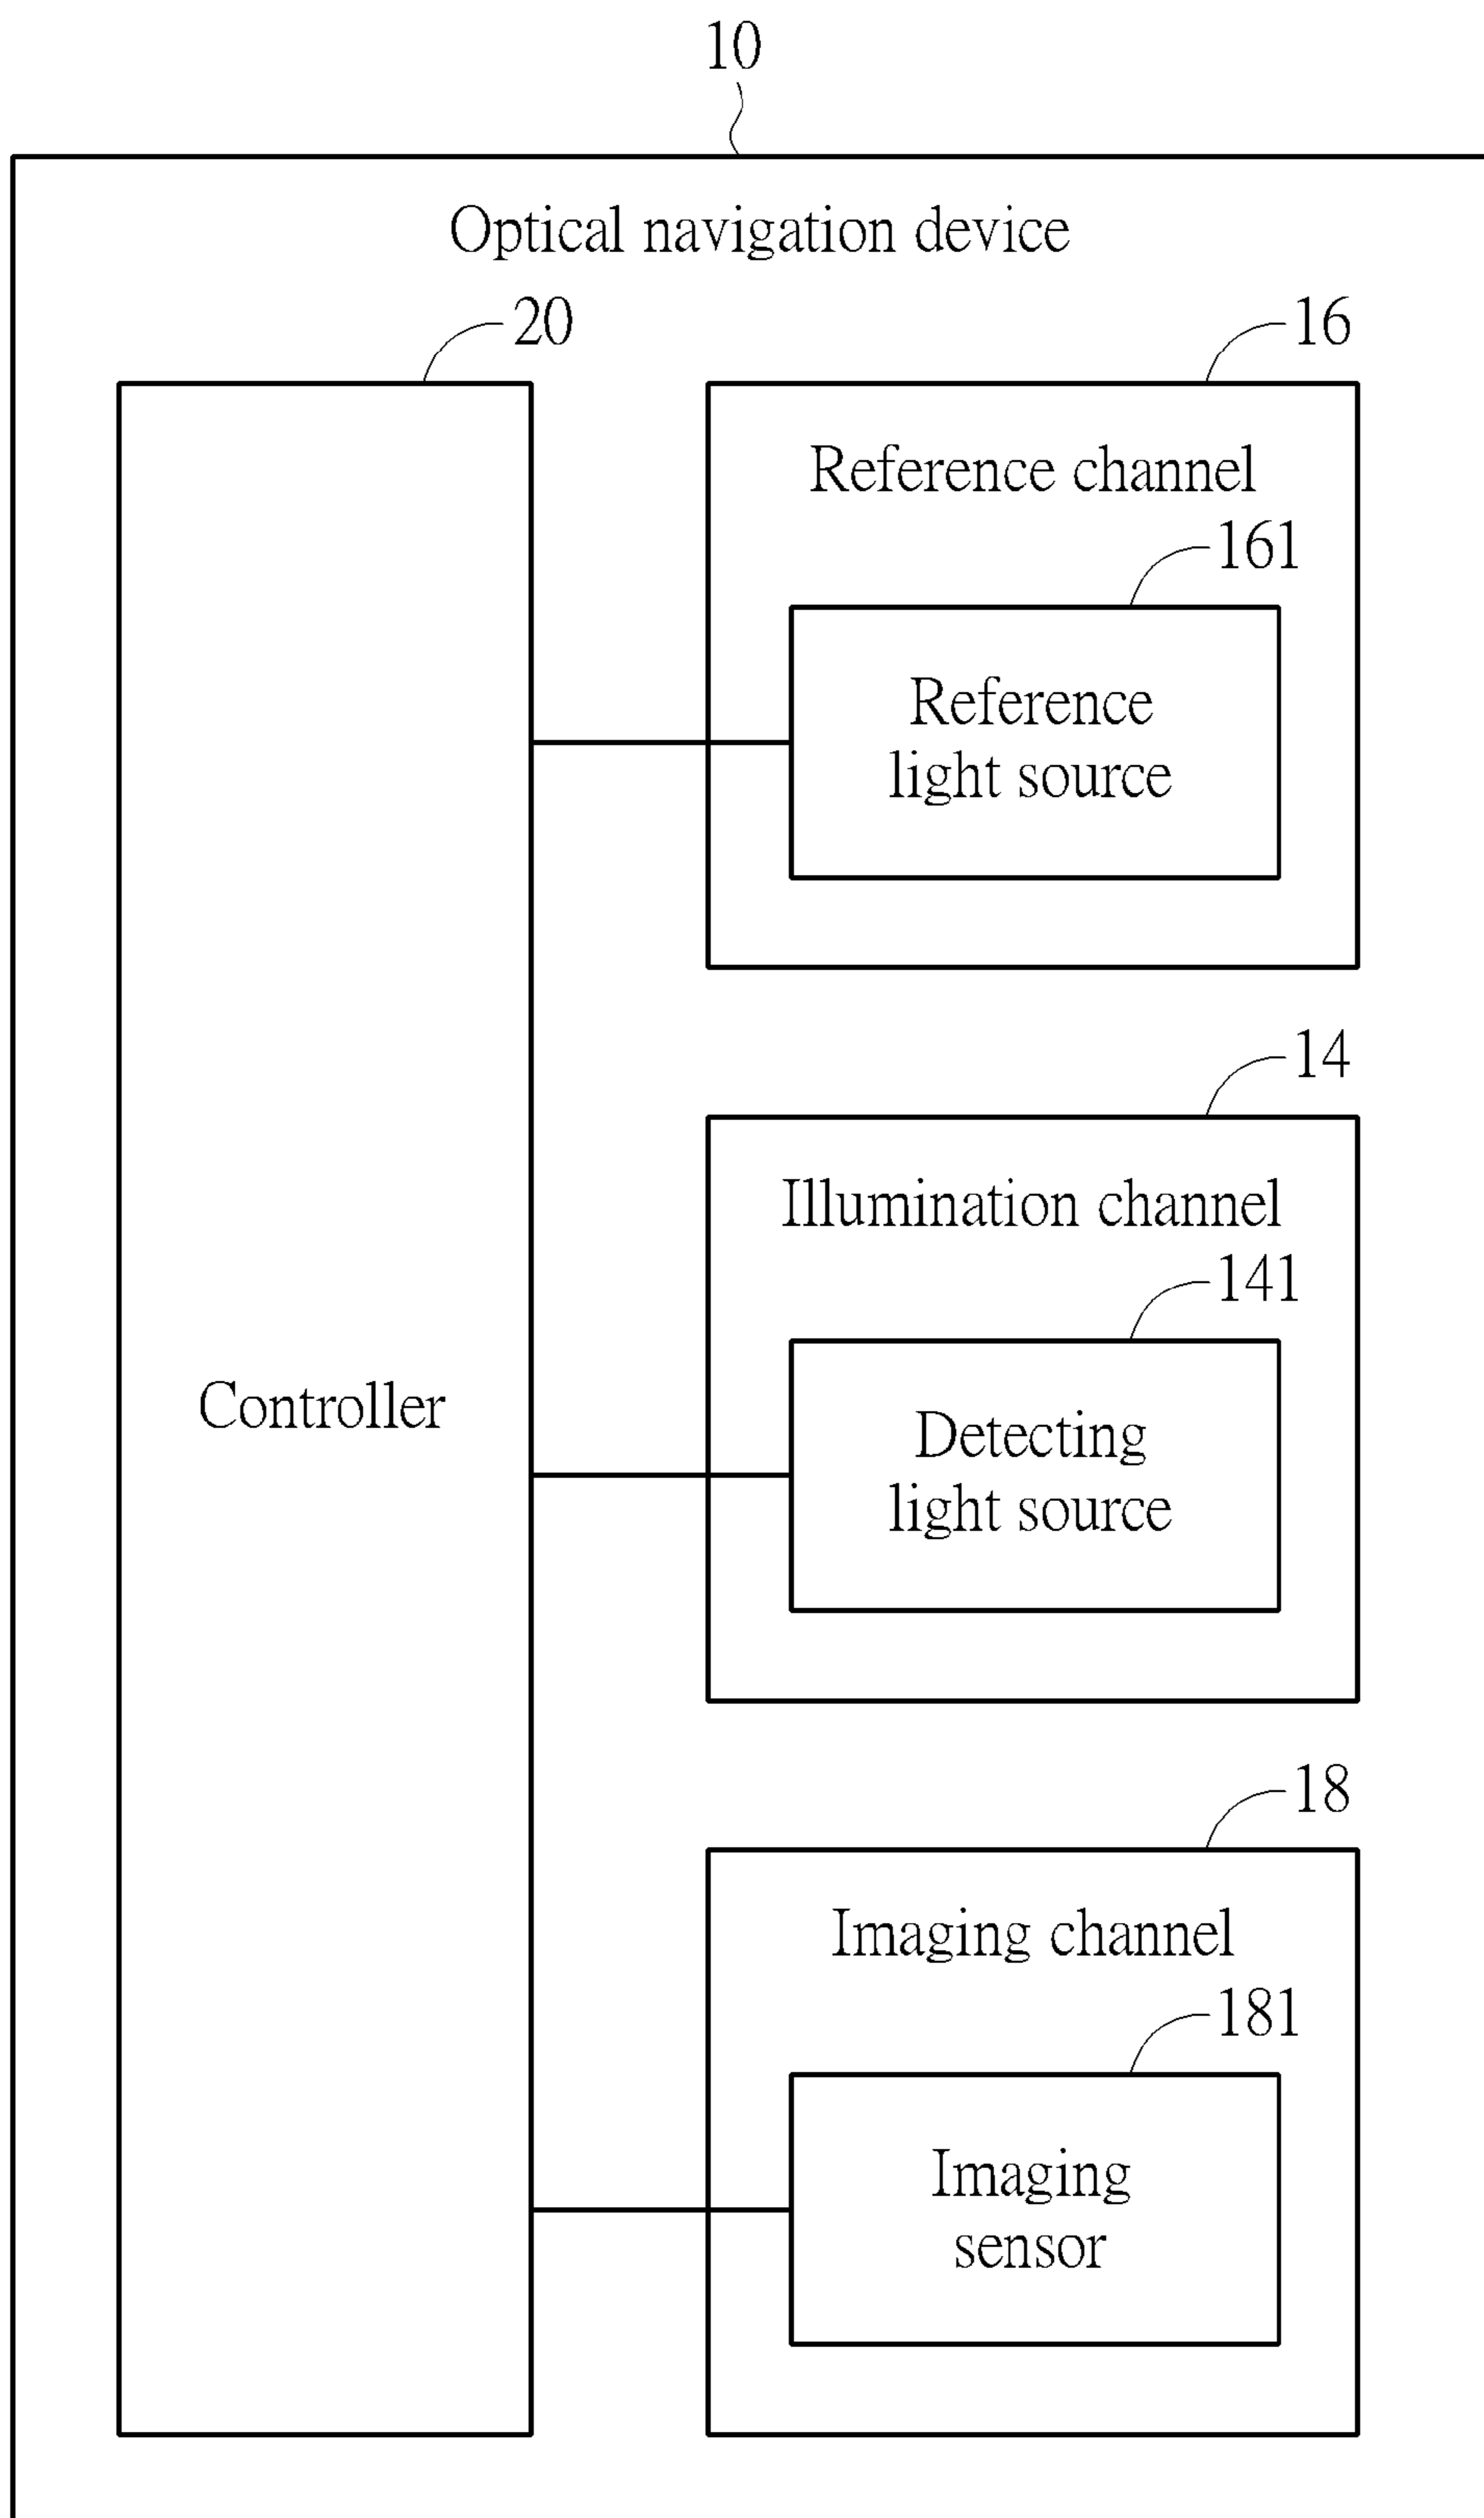 10
Optical navigation device
20
16
Reference channel
161
Reference
light source
14
Illumination channel
141
Controller
Detecting
light source
18
Imaging channel
181
Imaging
sensor